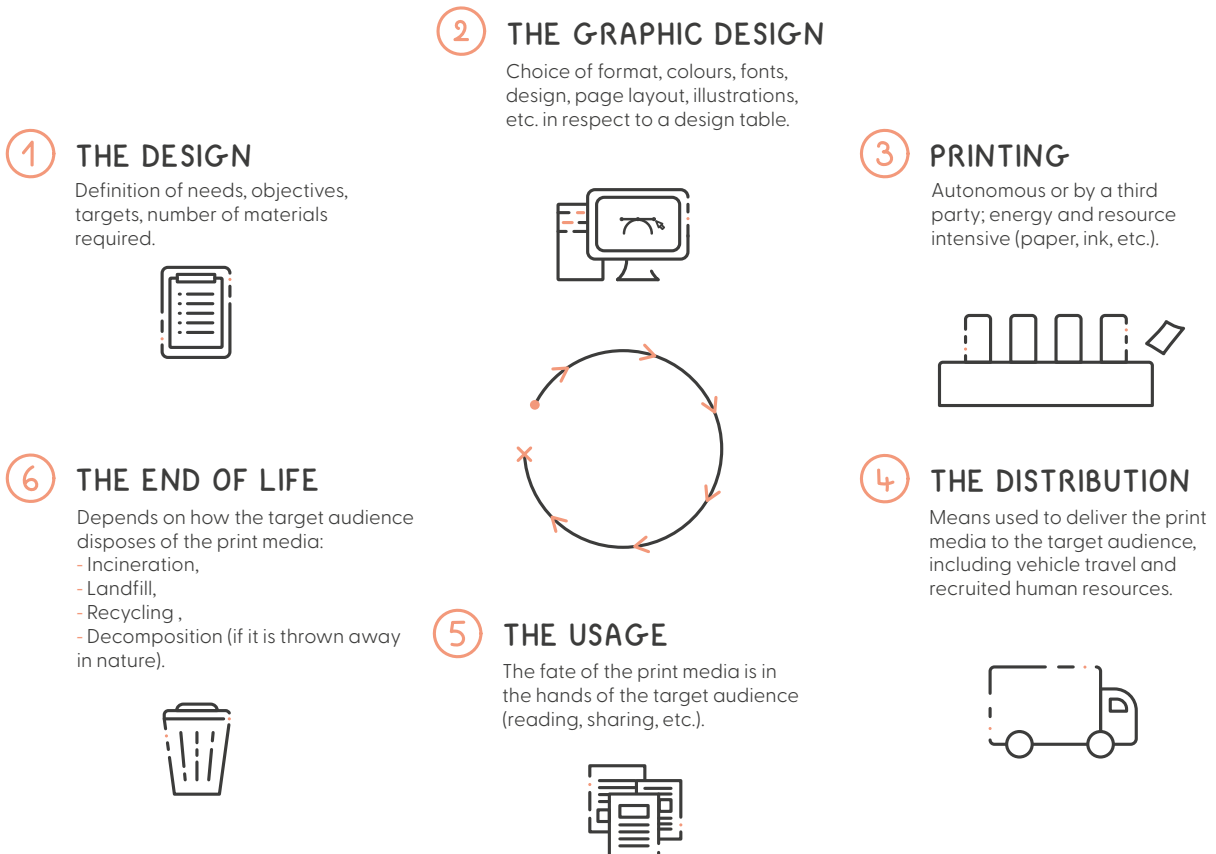 1
THE DESIGN
Definition of needs, objectives,
targets, number of materials
required.
2
THE GRAPHIC DESIGN
Choice of format, colours, fonts,
design, page layout, illustrations,
etc. in respect to a design table.
3
PRINTING
Autonomous or by a third
party; energy and resource
intensive (paper, ink, etc.).
4
THE DISTRIBUTION
Means used to deliver the print
media to the target audience,
including vehicle travel and
recruited human resources.
5
THE USAGE
The fate of the print media is in
the hands of the target audience
(reading, sharing, etc.).
6
THE END OF LIFE
Depends on how the target audience
disposes of the print media:
- Incineration,
- Landfill,
- Recycling ,
- Decomposition (if it is thrown away
in nature).